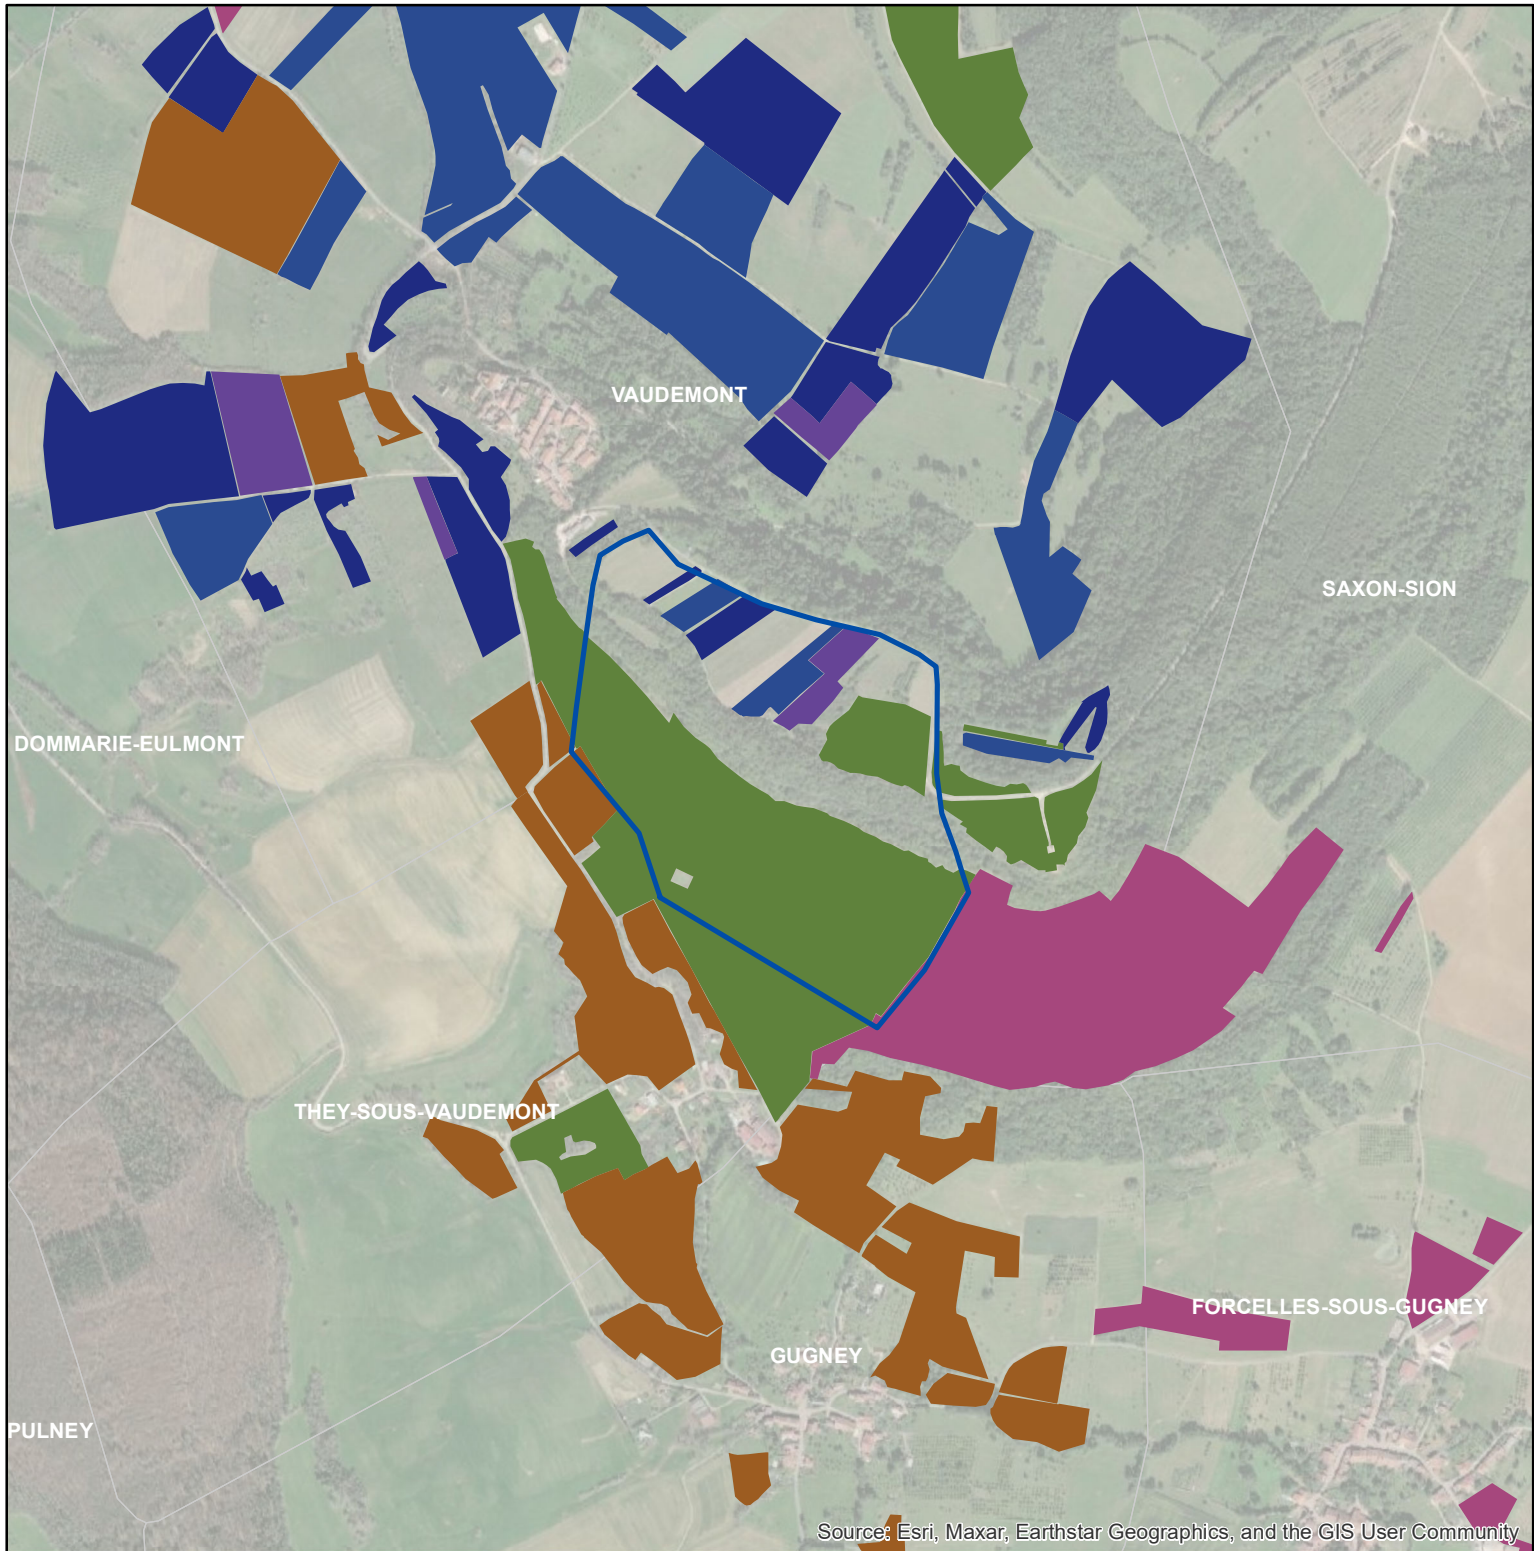 VAUDEMONT
SAXON-SION
DOMMARIE-EULMONT
THEY-SOUS-VAUDEMONT
FORCELLES-SOUS-GUGNEY
GUGNEY
PULNEY
Source: Esri, Maxar, Earthstar Geographics, and the GIS User Community